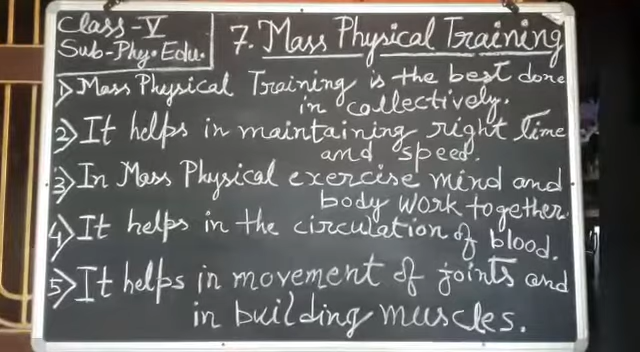 Class-V
Sub-Phy. Edu.
7. Mass Physical Training
1) Mass Physical Training is the best done
in collectively.
2) It helps in maintaining right time
and speed.
3) In Mass Physical exercise mind and
body work together.
4) It helps in the circulation of blood.
5) It helps in movement of joints and
in building muscles.